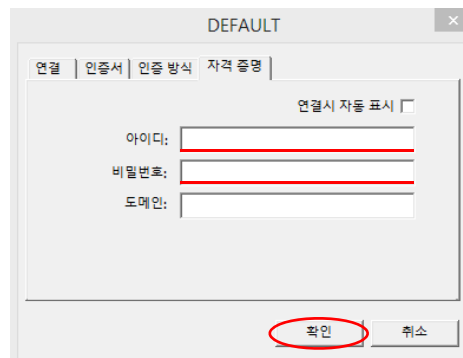 DEFAULT
연결 인증서 인증 방식 자격 증명
연결시 자동 표시
아이디:
비밀번호:
도메인:
확인 취소